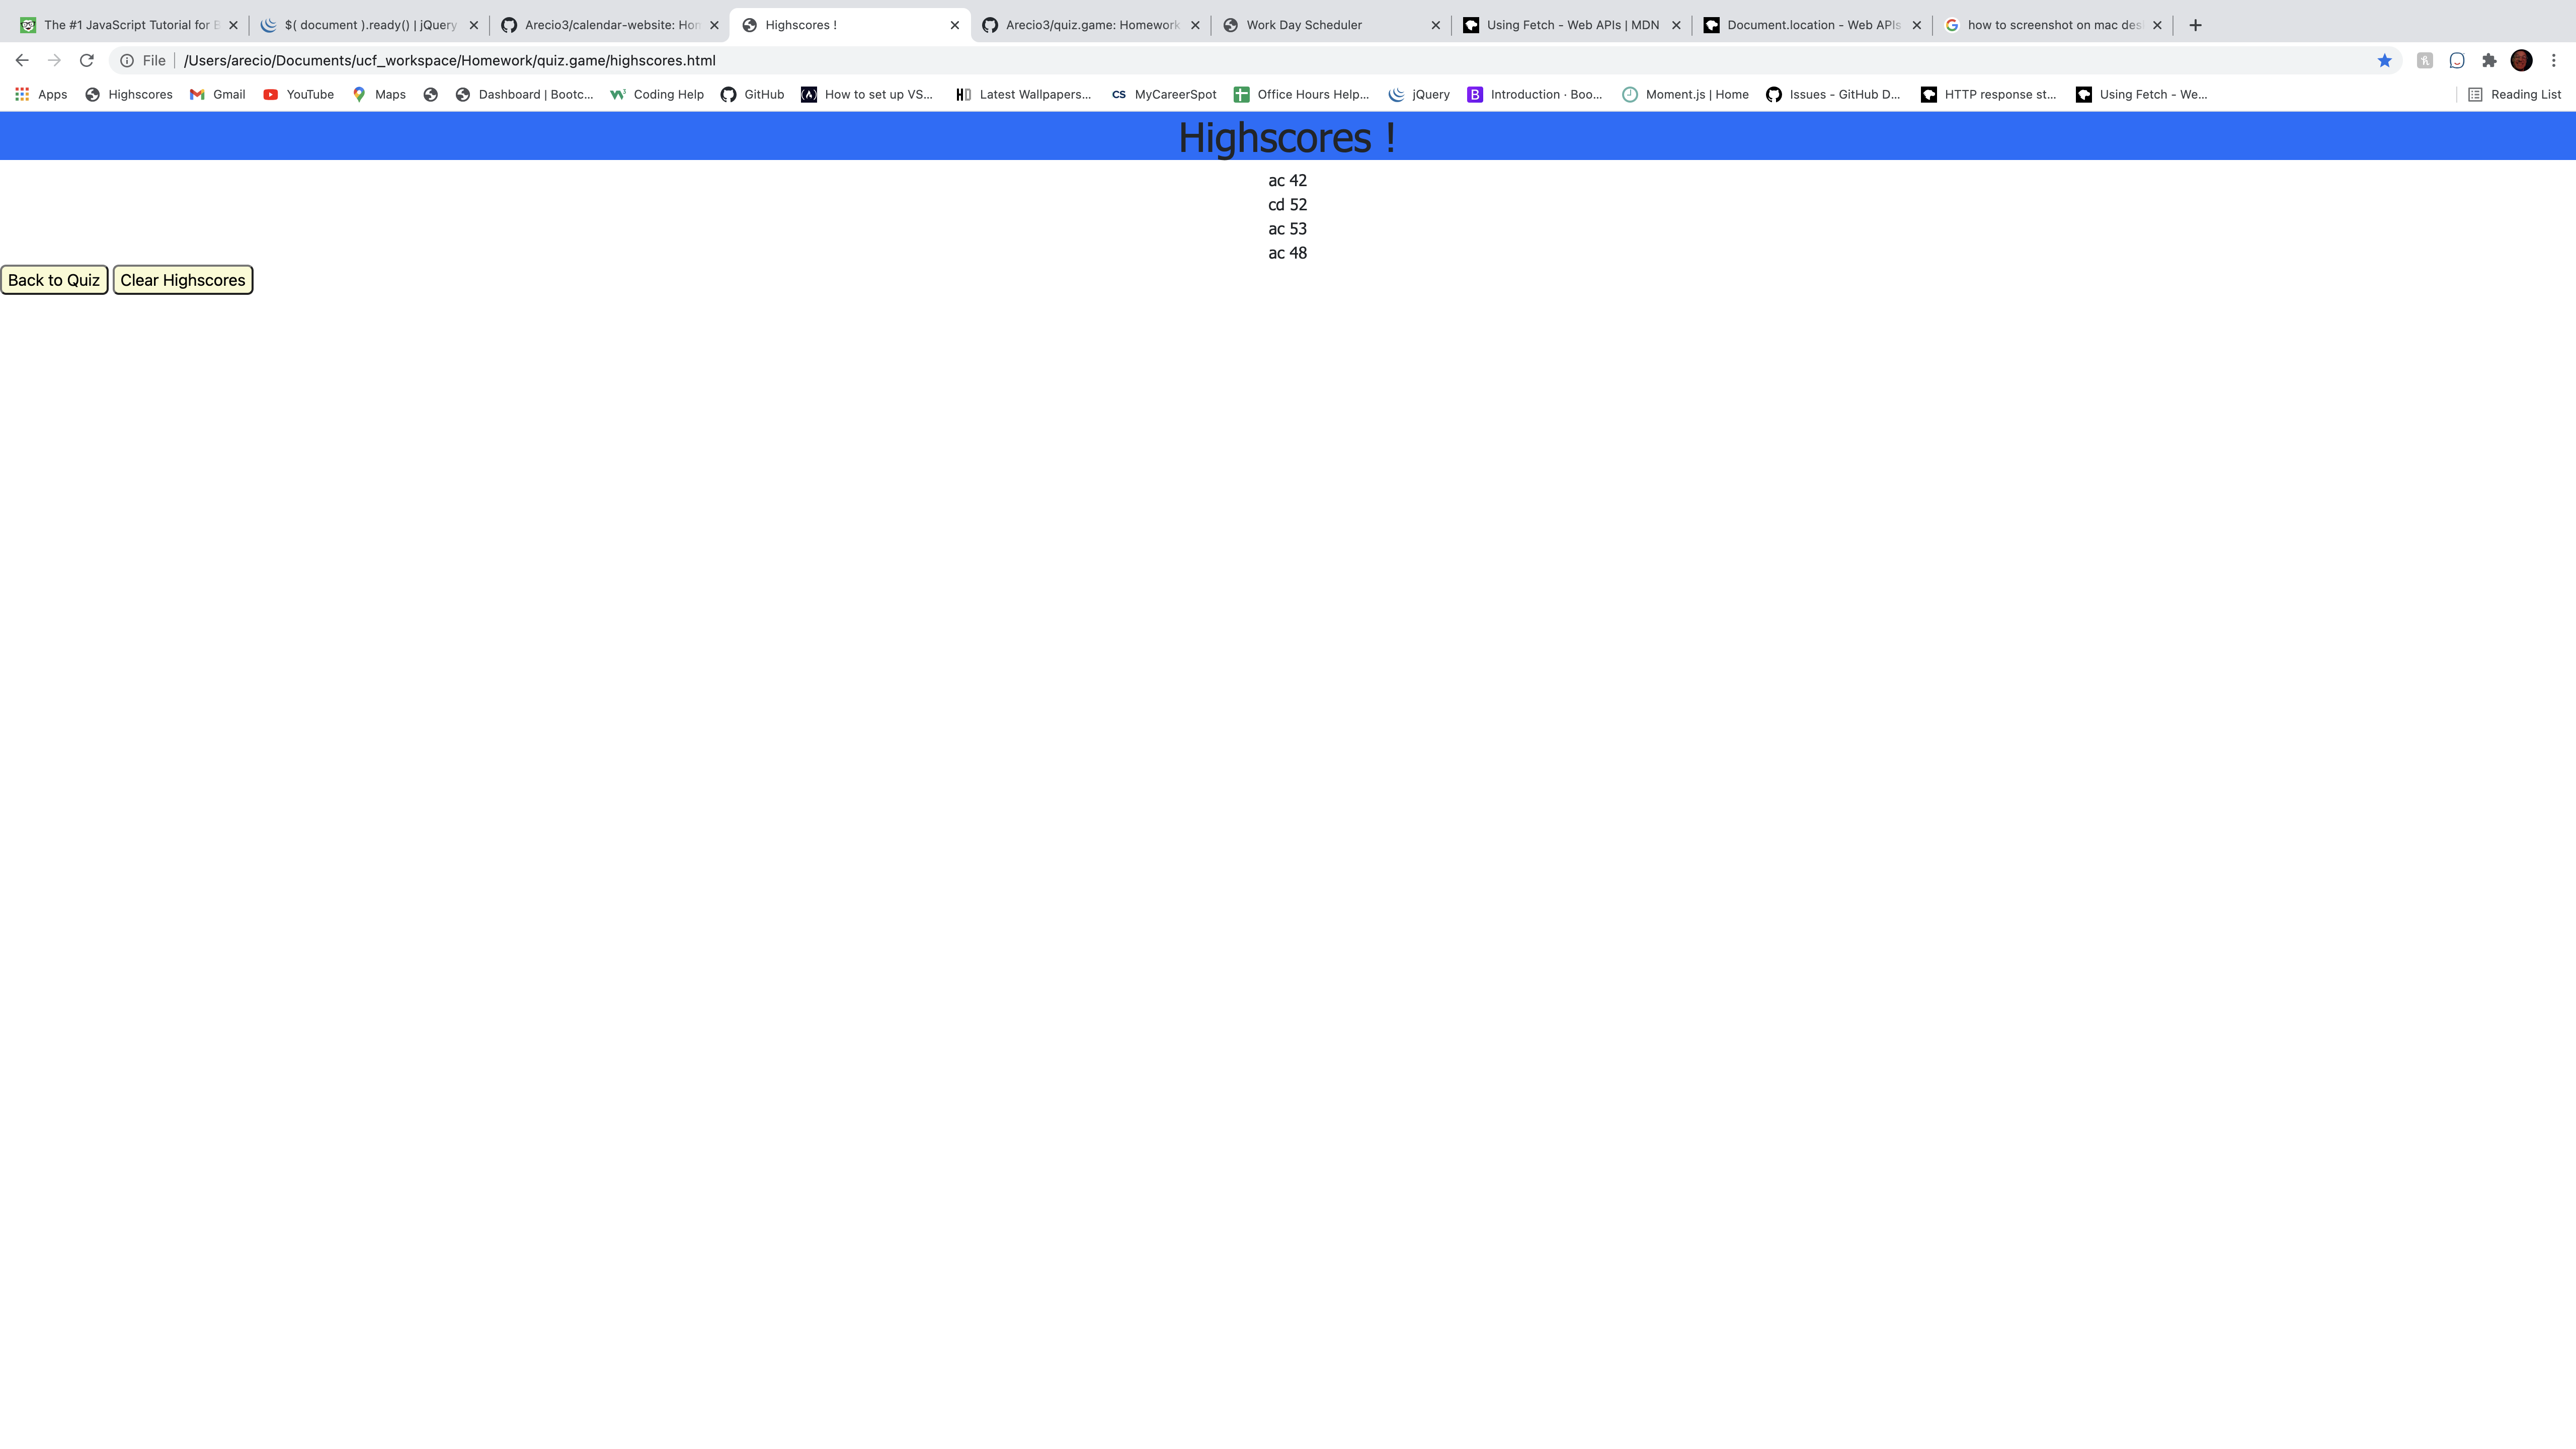 The #1 JavaScript Tutorial for B
$( document ).ready() | jQuery
Arecio3/calendar-website: Hom
Highscores !
Arecio3/quiz.game: Homework
Work Day Scheduler
Using Fetch - Web APIs | MDN
Document.location - Web APIs
how to screenshot on mac des
File
/Users/arecio/Documents/ucf_workspace/Homework/quiz.game/highscores.html
Apps
Highscores
Gmail
YouTube
Maps
Dashboard | Bootc...
Coding Help
GitHub
How to set up VS...
HD
Latest Wallpapers...
CS
MyCareerSpot
Office Hours Help...
jQuery
B
Introduction · Boo...
Moment.js | Home
Issues - GitHub D...
HTTP response st...
Using Fetch - We...
Reading List
Highscores !
ac 42
cd 52
ac 53
ac 48
Back to Quiz
Clear Highscores